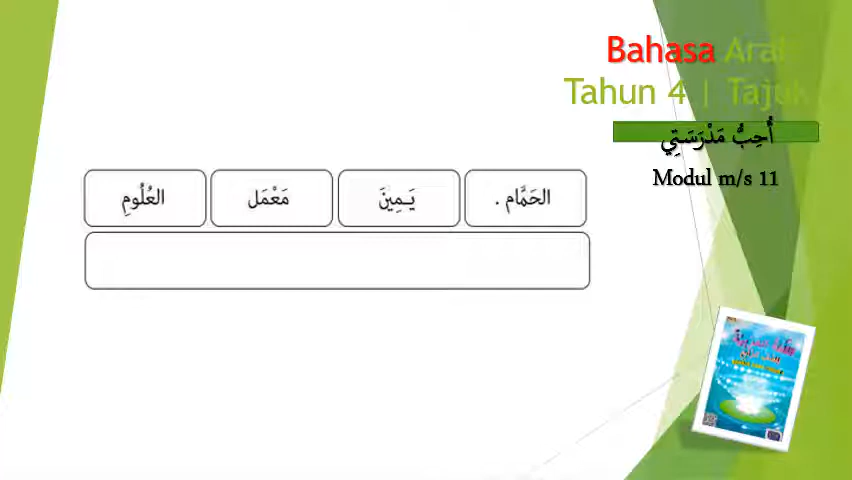 Bahasa Arab
Tahun 4 | Tajuk
أُحِبُّ مَدْرَسَتِي
Modul m/s 11
الحَمَّام . يَـمِينَ مَعْمَل العُلُومِ